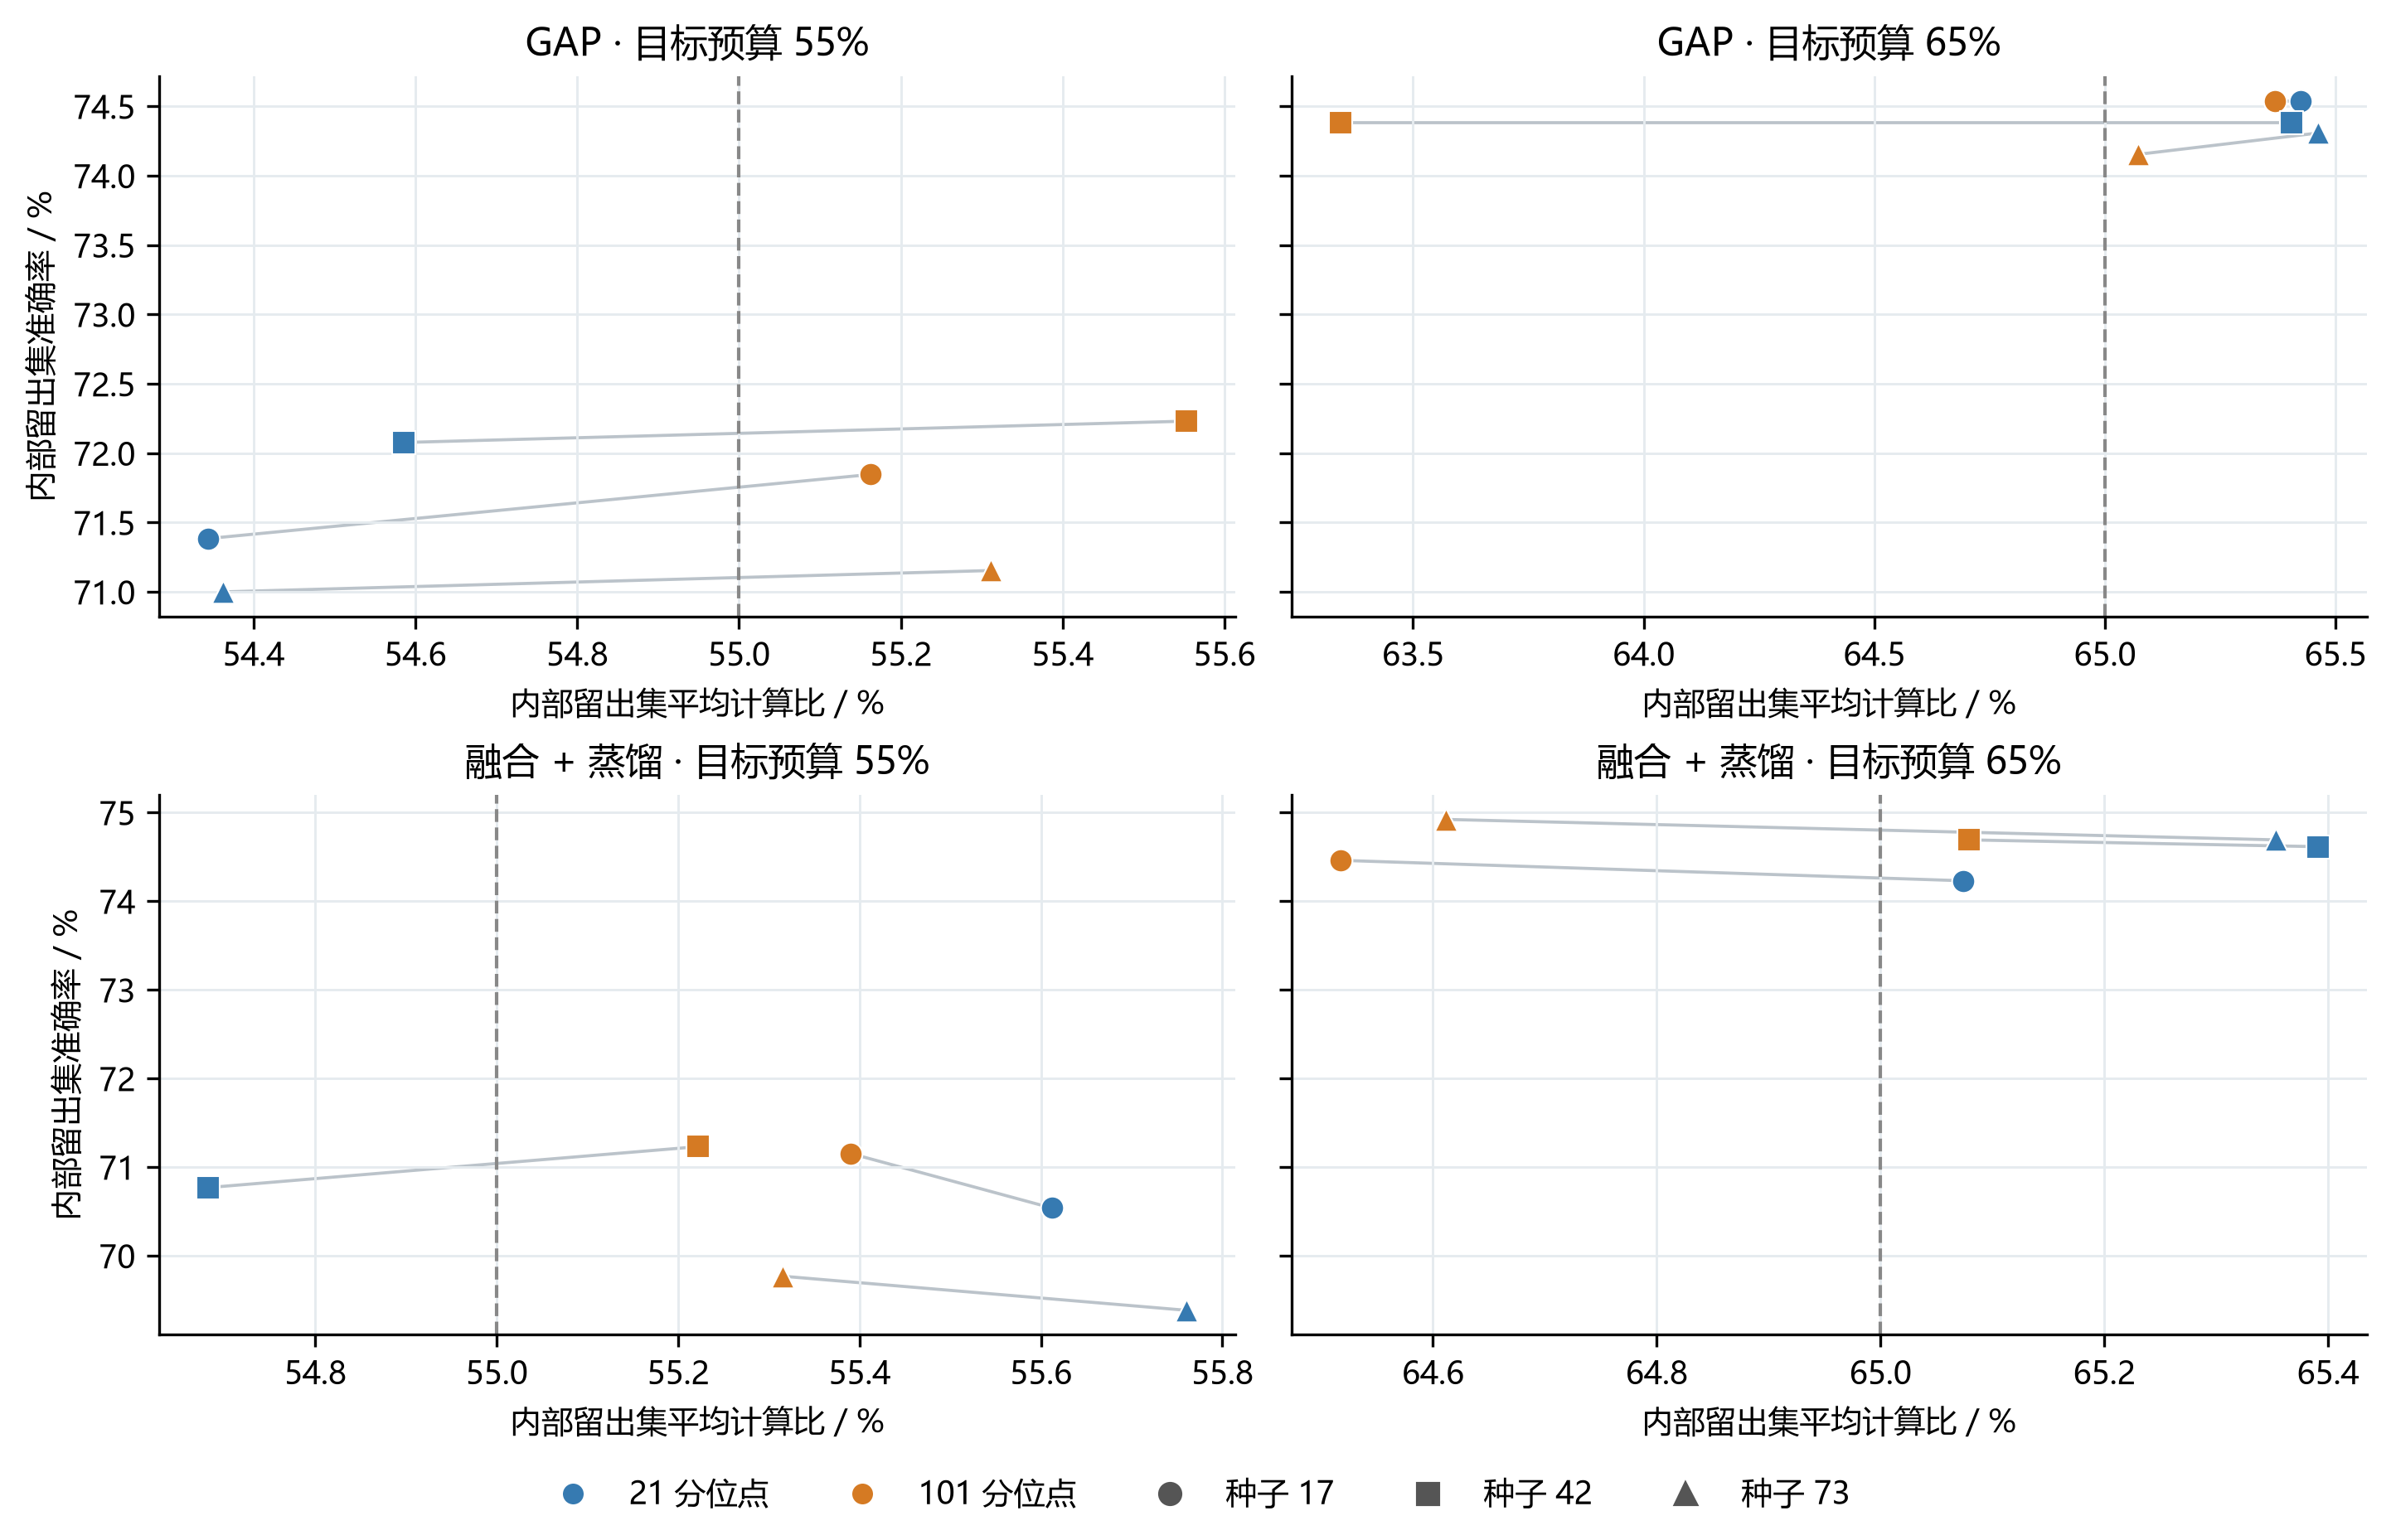 GAP · 目标预算 55%
内部留出集准确率 / %
74.5
74.0
73.5
73.0
72.5
72.0
71.5
71.0
54.4 54.6 54.8 55.0 55.2 55.4 55.6
内部留出集平均计算比 / %
GAP · 目标预算 65%
63.5 64.0 64.5 65.0 65.5
内部留出集平均计算比 / %
融合 + 蒸馏 · 目标预算 55%
内部留出集准确率 / %
75
74
73
72
71
70
54.8 55.0 55.2 55.4 55.6 55.8
内部留出集平均计算比 / %
融合 + 蒸馏 · 目标预算 65%
64.6 64.8 65.0 65.2 65.4
内部留出集平均计算比 / %
21 分位点 101 分位点 种子 17 种子 42 种子 73